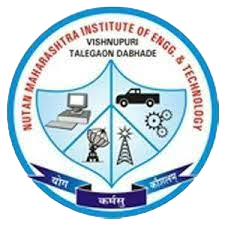 NUTAN MAHARASHTRA INSTITUTE OF ENGG. & TECHNOLOGY
VISHNUPURI
TALEGAON DABHADE
योग
कर्मसु
कौशलम्